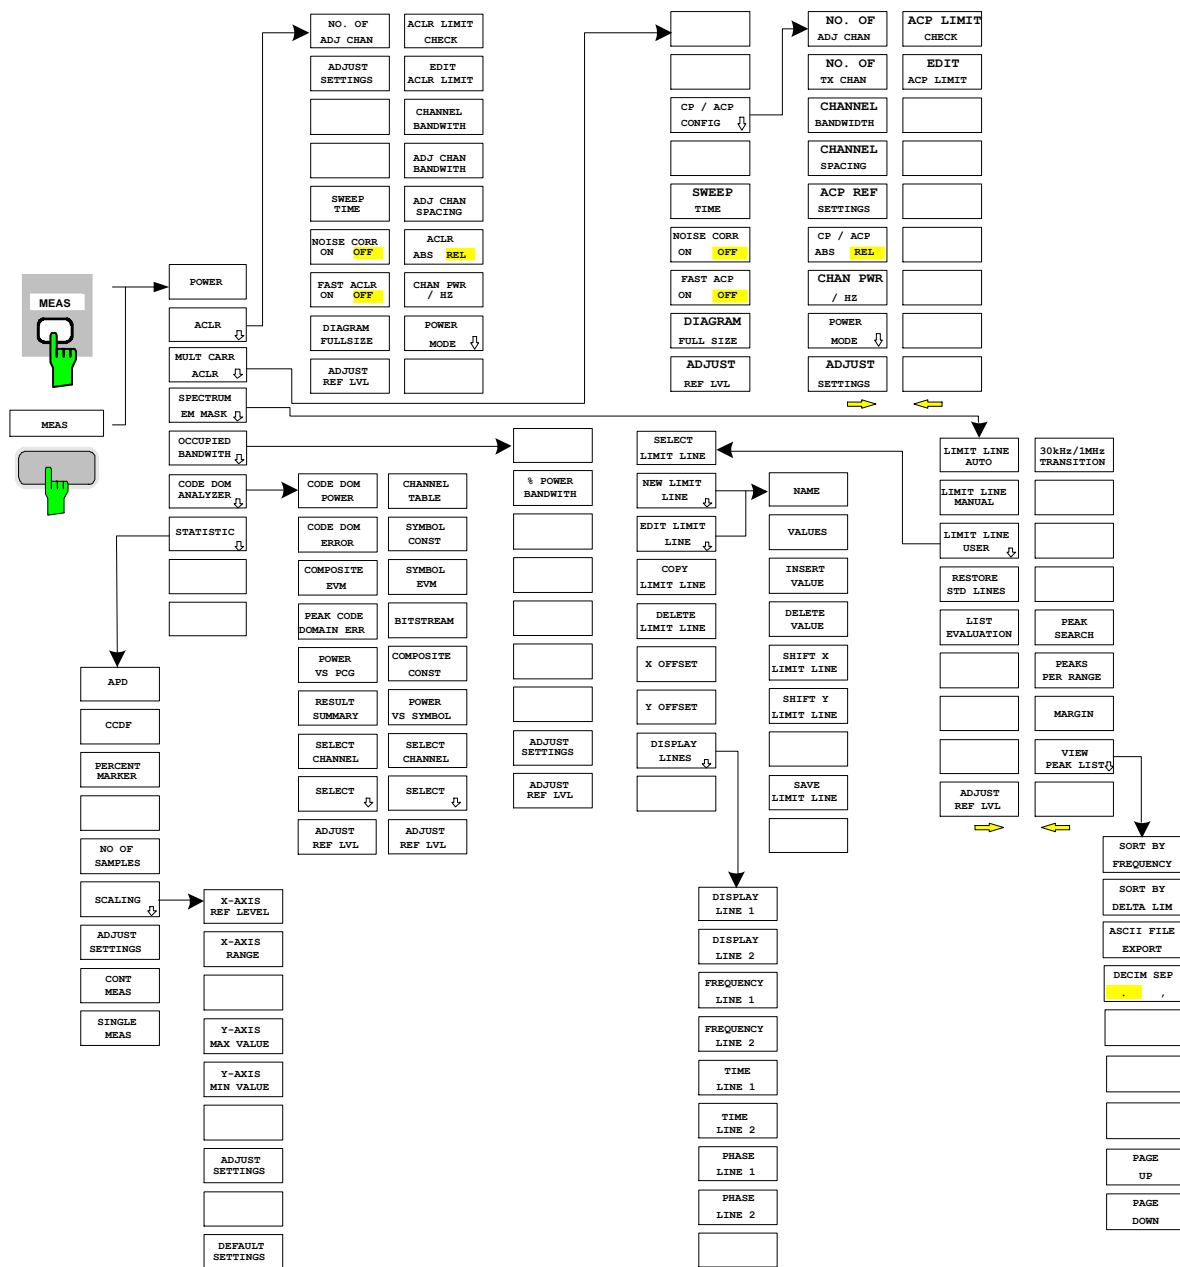 MEAS
MEAS
POWER
ACLR
MULT CARR
ACLR
SPECTRUM
EM MASK
OCCUPIED
BANDWITH
CODE DOM
ANALYZER
STATISTIC
NO. OF
ADJ CHAN
ADJUST
SETTINGS
SWEEP
TIME
NOISE CORR
ON OFF
FAST ACLR
ON OFF
DIAGRAM
FULLSIZE
ADJUST
REF LVL
ACLR LIMIT
CHECK
EDIT
ACLR LIMIT
CHANNEL
BANDWITH
ADJ CHAN
BANDWITH
ADJ CHAN
SPACING
ACLR
ABS REL
CHAN PWR
/ HZ
POWER
MODE
CP / ACP
CONFIG
SWEEP
TIME
NOISE CORR
ON OFF
FAST ACP
ON OFF
DIAGRAM
FULL SIZE
ADJUST
REF LVL
NO. OF
ADJ CHAN
NO. OF
TX CHAN
CHANNEL
BANDWIDTH
CHANNEL
SPACING
ACP REF
SETTINGS
CP / ACP
ABS REL
CHAN PWR
/ HZ
POWER
MODE
ADJUST
SETTINGS
ACP LIMIT
CHECK
EDIT
ACP LIMIT
CODE DOM
POWER
CODE DOM
ERROR
COMPOSITE
EVM
PEAK CODE
DOMAIN ERR
POWER
VS PCG
RESULT
SUMMARY
SELECT
CHANNEL
SELECT
ADJUST
REF LVL
CHANNEL
TABLE
SYMBOL
CONST
SYMBOL
EVM
BITSTREAM
COMPOSITE
CONST
POWER
VS SYMBOL
SELECT
CHANNEL
SELECT
ADJUST
REF LVL
% POWER
BANDWITH
ADJUST
SETTINGS
ADJUST
REF LVL
SELECT
LIMIT LINE
NEW LIMIT
LINE
EDIT LIMIT
LINE
COPY
LIMIT LINE
DELETE
LIMIT LINE
X OFFSET
Y OFFSET
DISPLAY
LINES
NAME
VALUES
INSERT
VALUE
DELETE
VALUE
SHIFT X
LIMIT LINE
SHIFT Y
LIMIT LINE
SAVE
LIMIT LINE
LIMIT LINE
AUTO
LIMIT LINE
MANUAL
LIMIT LINE
USER
RESTORE
STD LINES
LIST
EVALUATION
ADJUST
REF LVL
30kHz/1MHz
TRANSITION
PEAK
SEARCH
PEAKS
PER RANGE
MARGIN
VIEW
PEAK LIST
APD
CCDF
PERCENT
MARKER
NO OF
SAMPLES
SCALING
ADJUST
SETTINGS
CONT
MEAS
SINGLE
MEAS
X-AXIS
REF LEVEL
X-AXIS
RANGE
Y-AXIS
MAX VALUE
Y-AXIS
MIN VALUE
ADJUST
SETTINGS
DEFAULT
SETTINGS
DISPLAY
LINE 1
DISPLAY
LINE 2
FREQUENCY
LINE 1
FREQUENCY
LINE 2
TIME
LINE 1
TIME
LINE 2
PHASE
LINE 1
PHASE
LINE 2
SORT BY
FREQUENCY
SORT BY
DELTA LIM
ASCII FILE
EXPORT
DECIM SEP
. ,
PAGE
UP
PAGE
DOWN